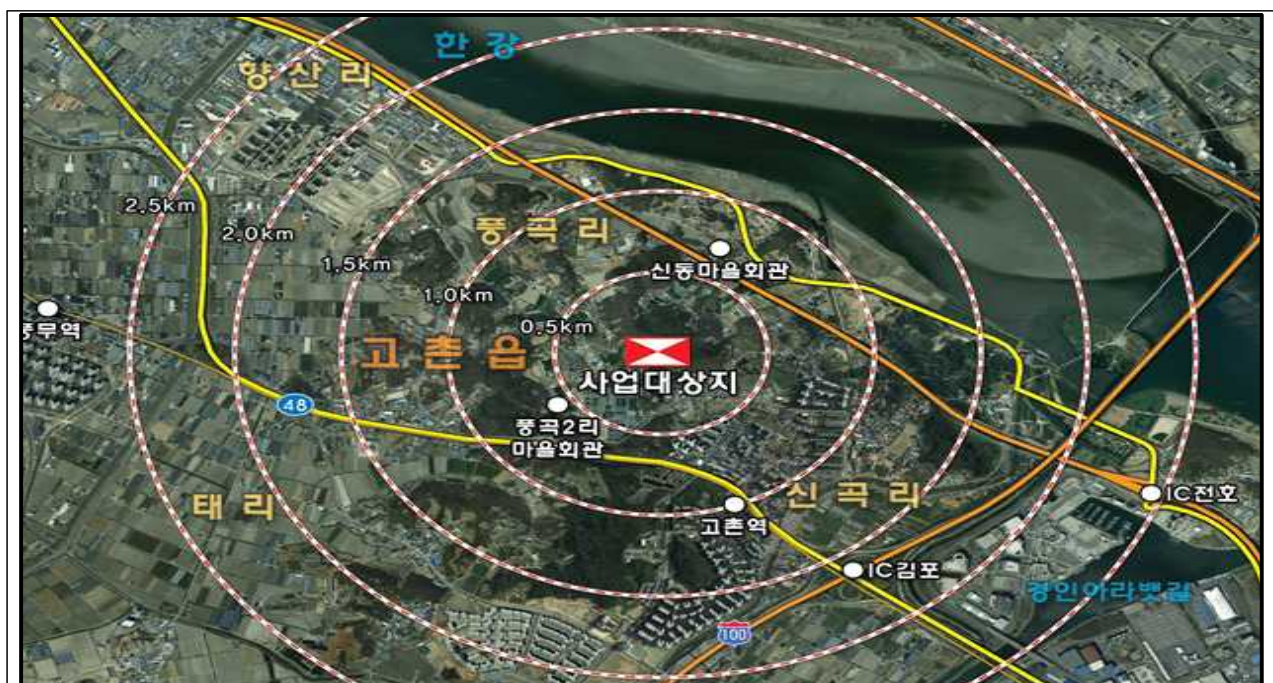 한 강
향 산 리
2.5km
2.0km
풍 곡 리
1.5km
신동마을회관
1.0km
0.5km
고 촌 읍
사업대상지
48
풍곡2리
마을회관
태 리
신 곡 리
IC전호
고촌역
IC김포
경인아라뱃길
100